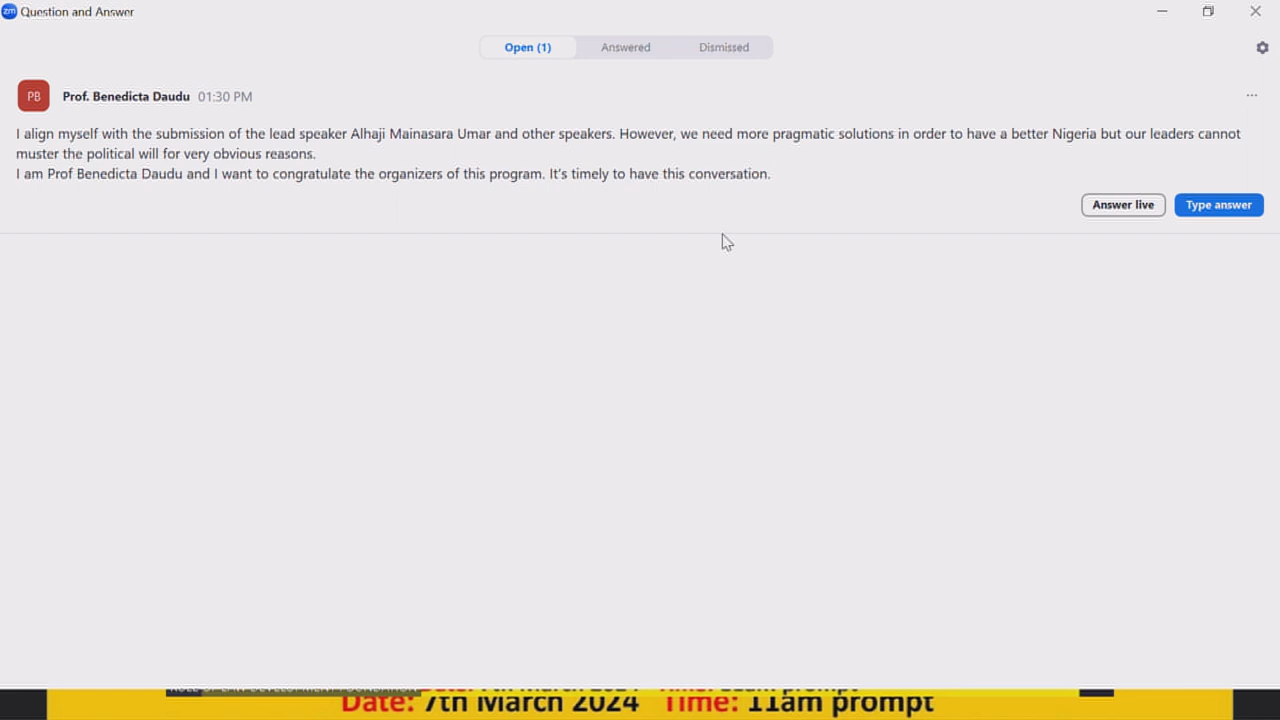 zm Question and Answer
Open (1) Answered Dismissed
PB Prof. Benedicta Daudu 01:30 PM
I align myself with the submission of the lead speaker Alhaji Mainasara Umar and other speakers. However, we need more pragmatic solutions in order to have a better Nigeria but our leaders cannot
muster the political will for very obvious reasons.
I am Prof Benedicta Daudu and I want to congratulate the organizers of this program. It's timely to have this conversation.
Answer live Type answer
Date: 7th March 2024 Time: 11am prompt